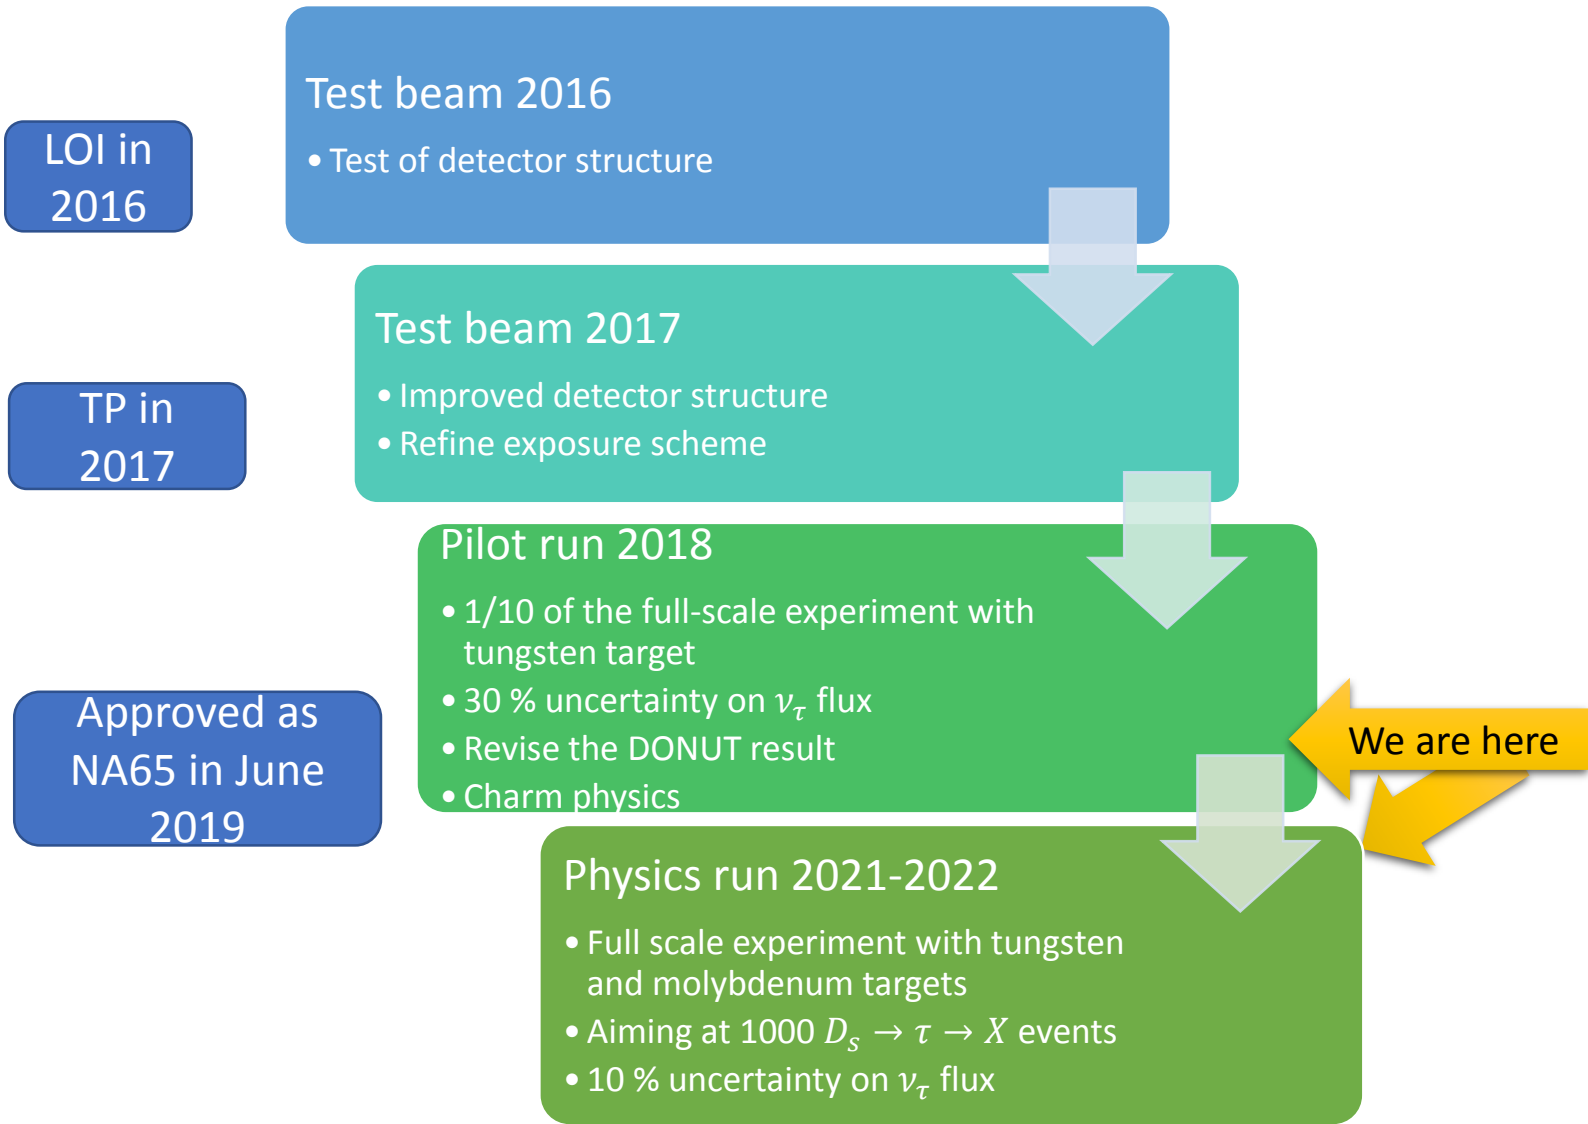 Test beam 2016
• Test of detector structure
LOI in
2016
Test beam 2017
• Improved detector structure
• Refine exposure scheme
TP in
2017
Pilot run 2018
• 1/10 of the full-scale experiment with
tungsten target
• 30 % uncertainty on ν_τ flux
• Revise the DONUT result
• Charm physics
Approved as
NA65 in June
2019
We are here
Physics run 2021-2022
• Full scale experiment with tungsten
and molybdenum targets
• Aiming at 1000 D_s → τ → X events
• 10 % uncertainty on ν_τ flux